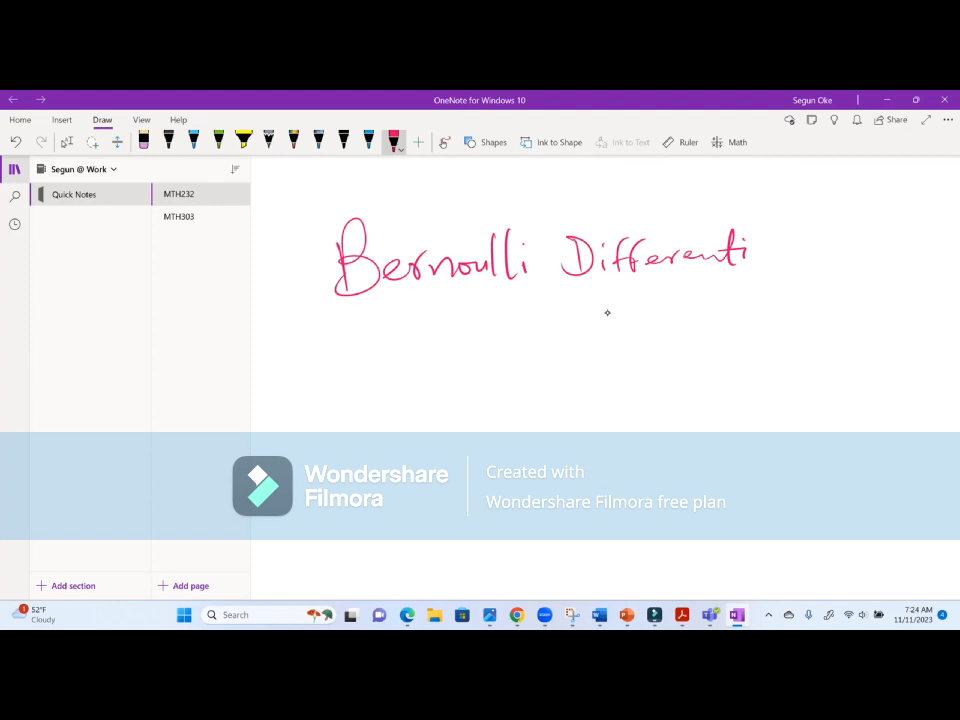 OneNote for Windows 10
Segun Oke
Home Insert Draw View Help
Share
Shapes Ink to Shape Ink to Text Ruler Math
Segun @ Work
Quick Notes
MTH232
MTH303
Bernoulli Differenti
Wondershare
Filmora
Created with
Wondershare Filmora free plan
+ Add section
+ Add page
1
52°F
Cloudy
Search
7:24 AM
11/11/2023
4